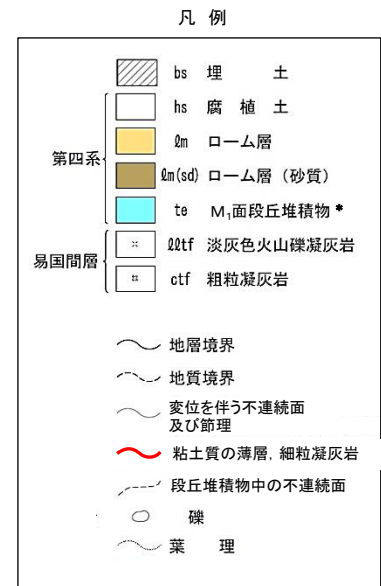 凡 例
bs 埋 土
hs 腐 植 土
ℓm ローム層
ℓm(sd) ローム層（砂質）
te M₁面段丘堆積物*
第四系
ℓℓtf 淡灰色火山礫凝灰岩
ctf 粗粒凝灰岩
易国間層
地層境界
地質境界
変位を伴う不連続面
及び節理
粘土質の薄層，細粒凝灰岩
段丘堆積物中の不連続面
礫
葉 理